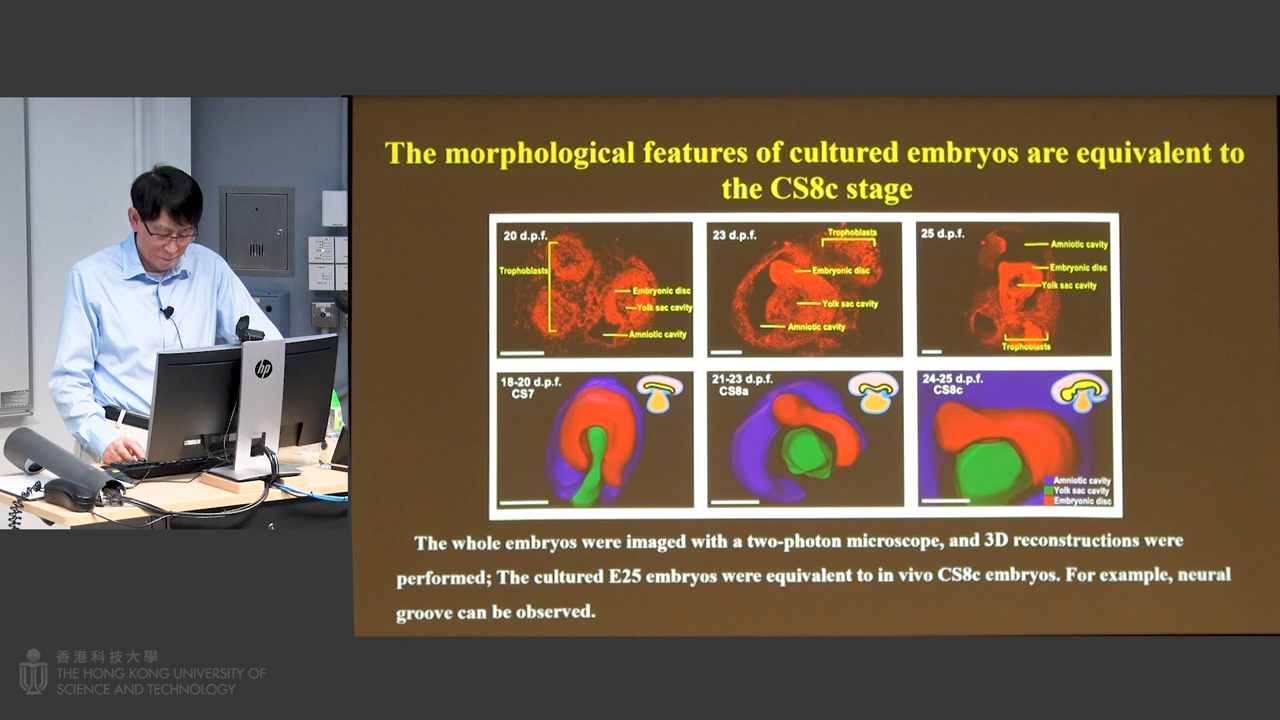 The morphological features of cultured embryos are equivalent to
the CS8c stage
20 d.p.f.
Trophoblasts
Embryonic disc
Yolk sac cavity
Amniotic cavity
23 d.p.f.
Trophoblasts
Embryonic disc
Yolk sac cavity
Amniotic cavity
25 d.p.f.
Amniotic cavity
Embryonic disc
Yolk sac cavity
Trophoblasts
18-20 d.p.f.
CS7
21-23 d.p.f.
CS8a
24-25 d.p.f.
CS8c
Amniotic cavity
Yolk sac cavity
Embryonic disc
The whole embryos were imaged with a two-photon microscope, and 3D reconstructions were
performed; The cultured E25 embryos were equivalent to in vivo CS8c embryos. For example, neural
groove can be observed.
hp
香港科技大學
THE HONG KONG UNIVERSITY OF
SCIENCE AND TECHNOLOGY